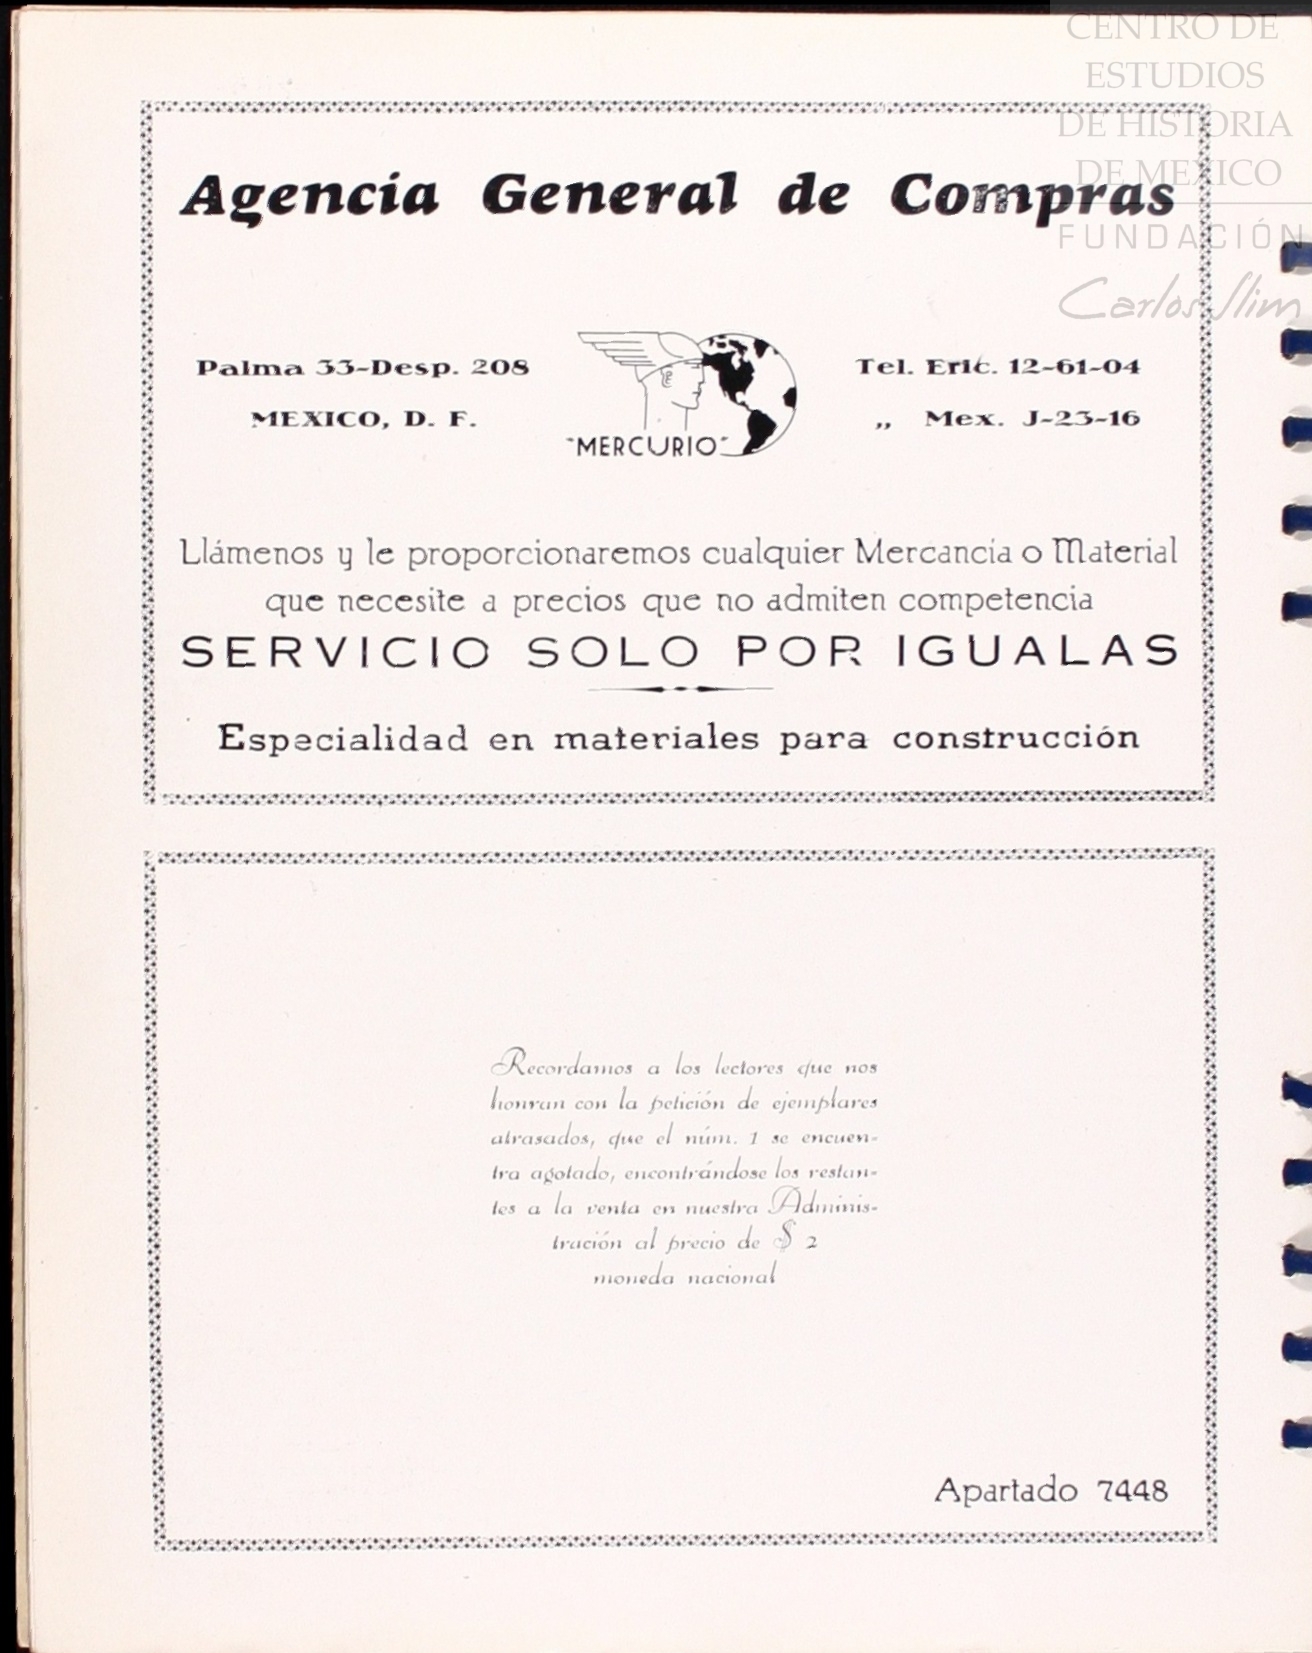 CENTRO DE
ESTUDIOS
DE HISTORIA
DE MEXICO
FUNDACIÓN
Carlos Slim
Agencia General de Compras
Palma 33-Desp. 208
MEXICO, D. F.
"MERCURIO"
Tel. Eric. 12-61-04
„ Mex. J-23-16
Llámenos y le proporcionaremos cualquier Mercancía o Material
que necesite a precios que no admiten competencia
SERVICIO SOLO POR IGUALAS
Especialidad en materiales para construcción
Recordamos a los lectores que nos
honran con la petición de ejemplares
atrasados, que el núm. 1 se encuen-
tra agotado, encontrándose los restan-
tes a la venta en nuestra Adminis-
tración al precio de $ 2
moneda nacional
Apartado 7448